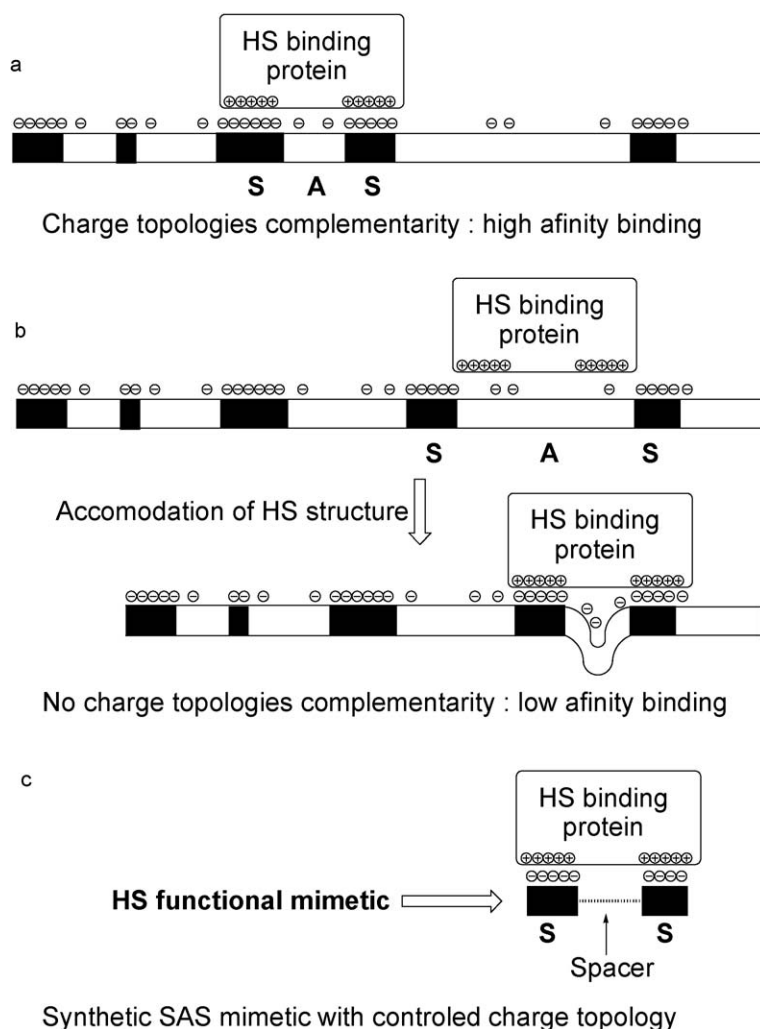 a
HS binding
protein
S A S
Charge topologies complementarity : high afinity binding
b
HS binding
protein
S A S
Accomodation of HS structure
HS binding
protein
No charge topologies complementarity : low afinity binding
c
HS binding
protein
HS functional mimetic
S S
Spacer
Synthetic SAS mimetic with controled charge topology